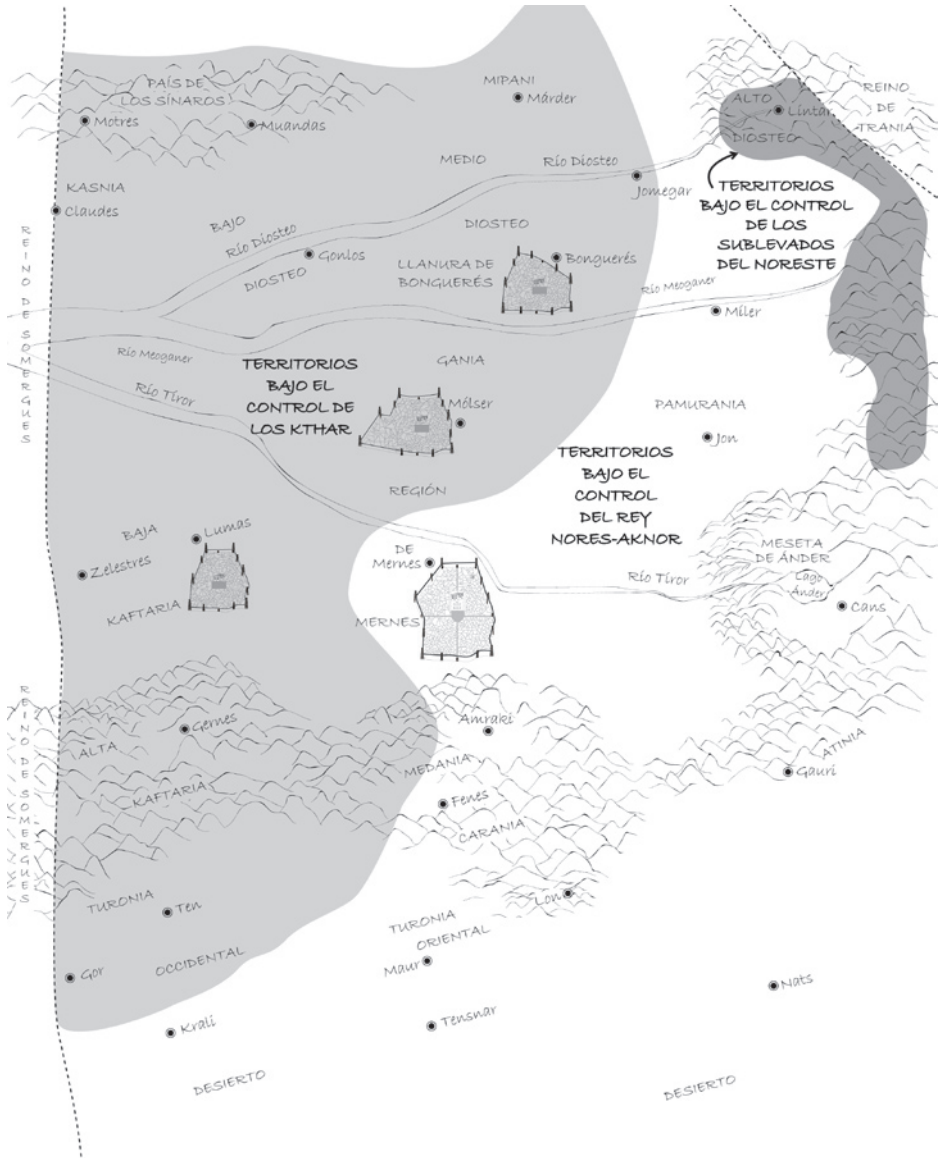 PAÍS DE
LOS SÍNAROS
Motres
Muandas
MIPANI
Márder
ALTO
Lintar
DIOSTEO
REINO
DE
TRANIA
MEDIO
Río Diosteo
Jomegar
TERRITORIOS
BAJO EL CONTROL
DE LOS
SUBLEVADOS
DEL NORESTE
KASNIA
Claudes
BAJO
Río Diosteo
DIOSTEO
Gonlos
DIOSTEO
LLANURA DE
BONGUERÉS
Bonguerés
Río Meoganer
Míler
REINO DE SOMERGUES
Río Meoganer
Río Tíror
TERRITORIOS
BAJO EL
CONTROL DE
LOS KTHAR
GANIA
Mólser
PAMURANIA
Jon
REGIÓN
TERRITORIOS
BAJO EL
CONTROL
DEL REY
NORES-AKNOR
BAJA
Lumas
Zelestres
KAFTARIA
DE
Mernes
MERNES
Río Tíror
MESETA
DE ÁNDER
Lago
Ánder
Cans
REINO DE SOMERGUES
Gernes
ALTA
KAFTARIA
Amraki
MEDANIA
Fenes
CARANIA
ATINIA
Gauri
TURONIA
Ten
OCCIDENTAL
Gor
Lon
TURONIA
ORIENTAL
Maur
Nats
Krali
Tensnar
DESIERTO
DESIERTO